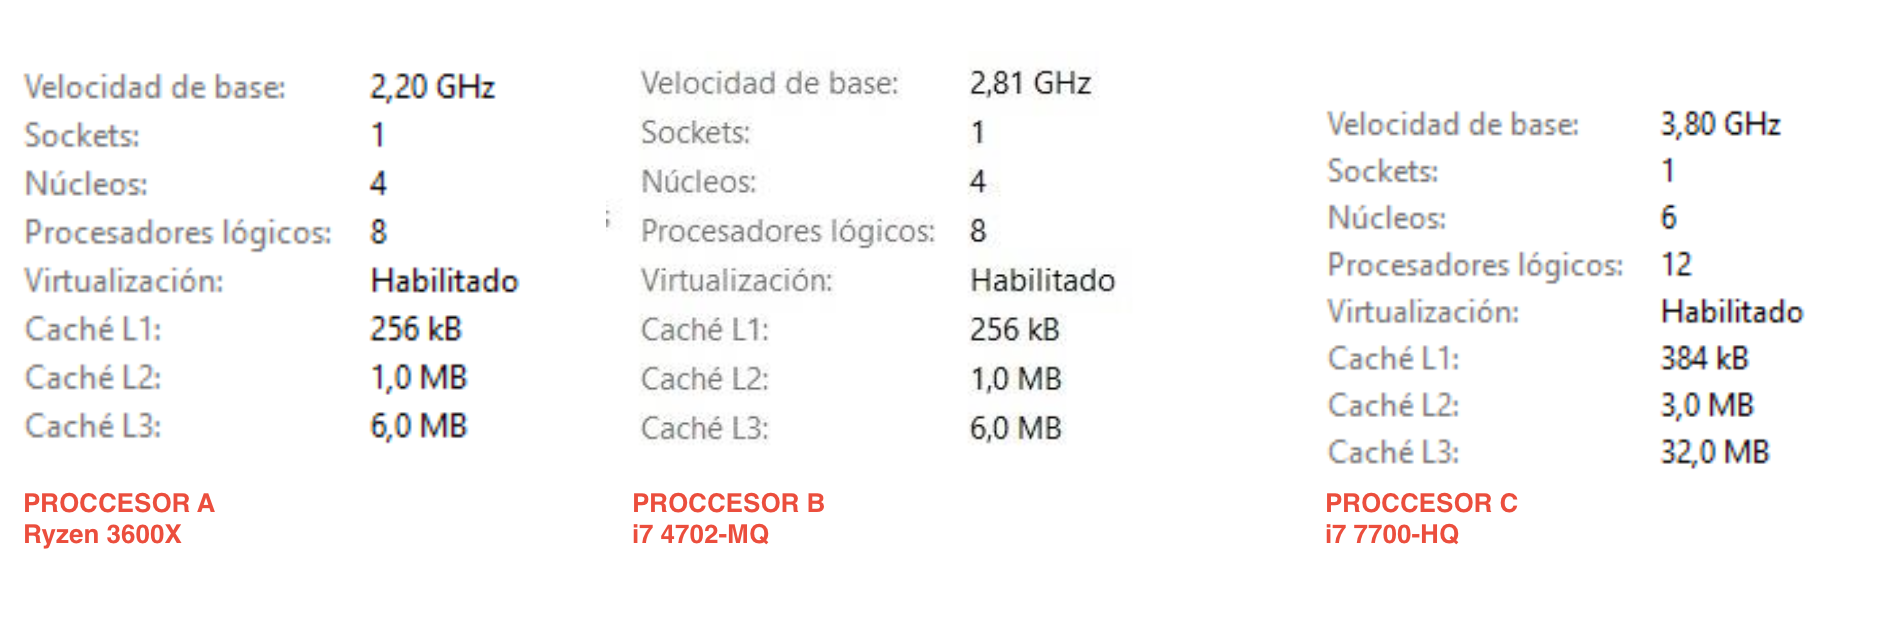 Velocidad de base: 2,20 GHz
Sockets: 1
Núcleos: 4
Procesadores lógicos: 8
Virtualización: Habilitado
Caché L1: 256 kB
Caché L2: 1,0 MB
Caché L3: 6,0 MB
PROCCESOR A
Ryzen 3600X
Velocidad de base: 2,81 GHz
Sockets: 1
Núcleos: 4
Procesadores lógicos: 8
Virtualización: Habilitado
Caché L1: 256 kB
Caché L2: 1,0 MB
Caché L3: 6,0 MB
PROCCESOR B
i7 4702-MQ
Velocidad de base: 3,80 GHz
Sockets: 1
Núcleos: 6
Procesadores lógicos: 12
Virtualización: Habilitado
Caché L1: 384 kB
Caché L2: 3,0 MB
Caché L3: 32,0 MB
PROCCESOR C
i7 7700-HQ